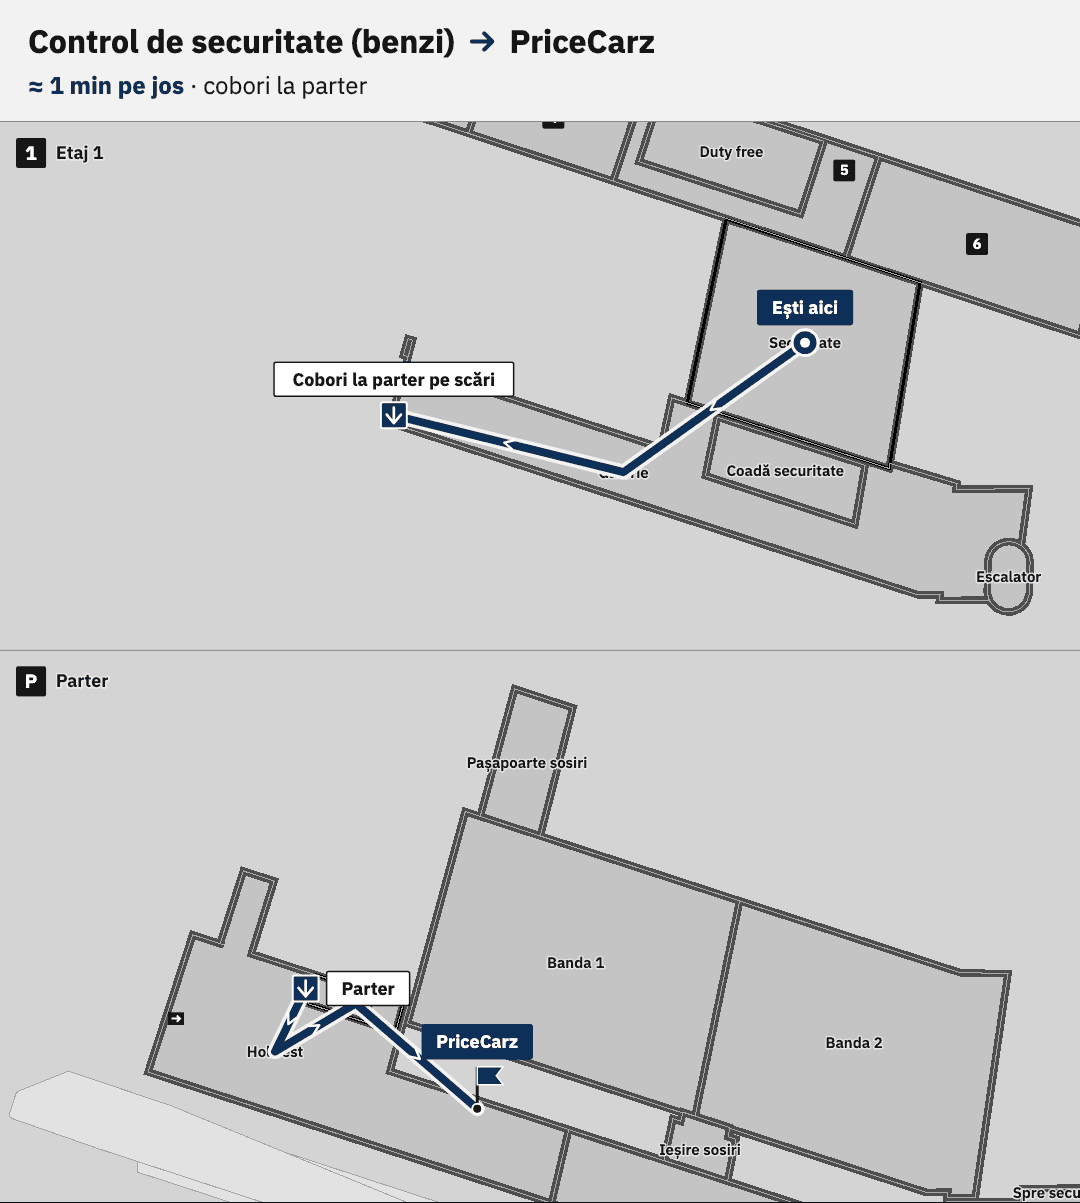 Control de securitate (benzi) → PriceCarz
≈ 1 min pe jos · cobori la parter
1 Etaj 1
Duty free
5
6
Ești aici
Cobori la parter pe scări
Coadă securitate
Escalator
P Parter
Pașapoarte sosiri
Banda 1
Parter
PriceCarz
Banda 2
Ieșire sosiri